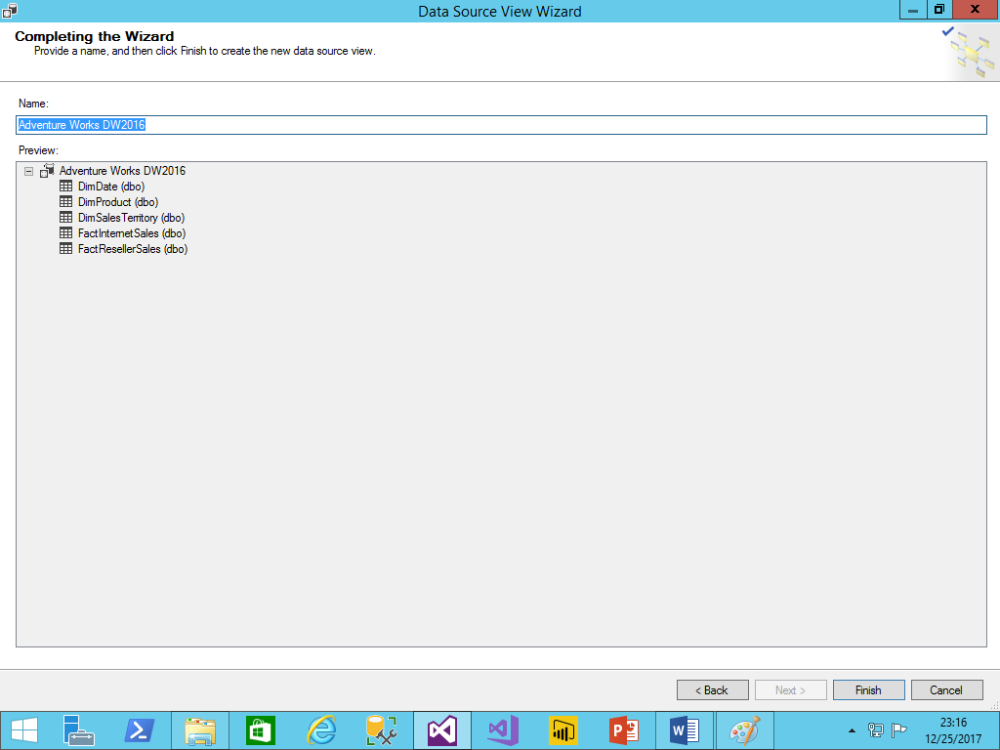 Data Source View Wizard
Completing the Wizard
Provide a name, and then click Finish to create the new data source view.
Name:
Adventure Works DW2016
Preview:
Adventure Works DW2016
DimDate (dbo)
DimProduct (dbo)
DimSalesTerritory (dbo)
FactInternetSales (dbo)
FactResellerSales (dbo)
< Back
Next >
Finish
Cancel
23:16
12/25/2017